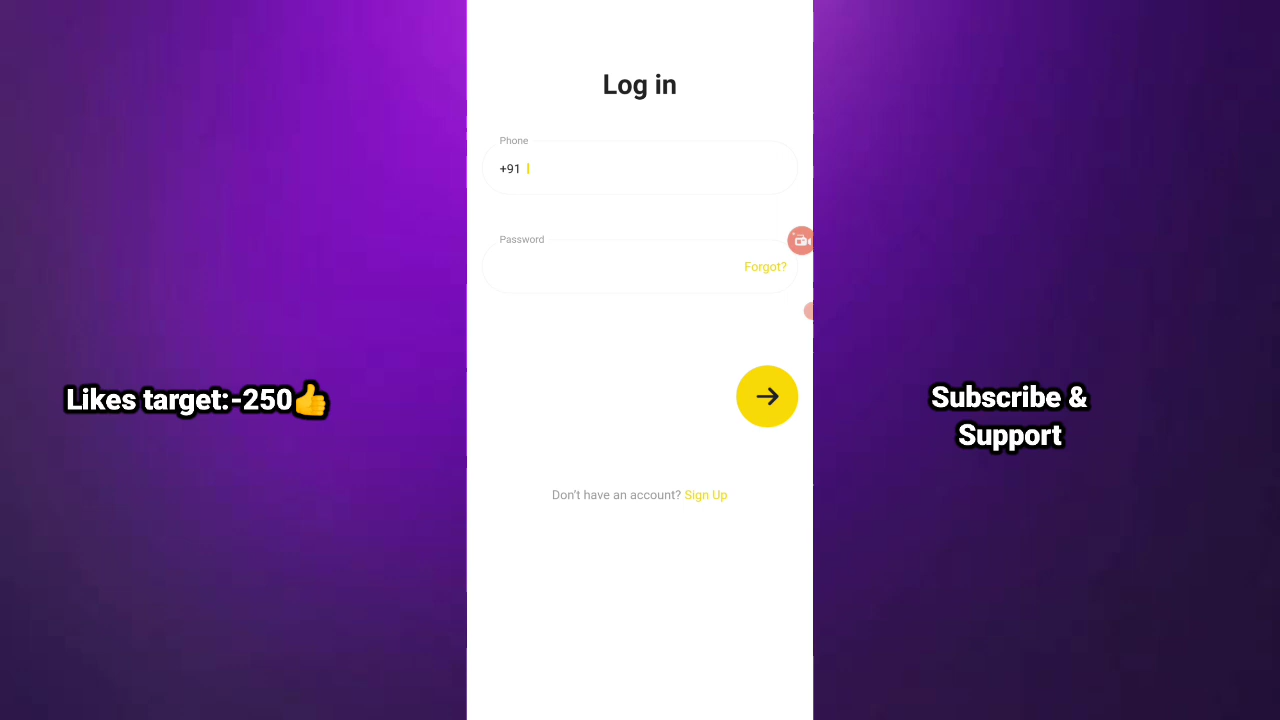 Log in
Phone
+91
Password
Forgot?
Likes target:-250👍
Subscribe &
Support
Don't have an account? Sign Up